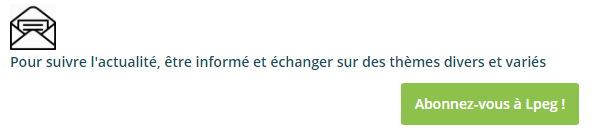 Pour suivre l'actualité, être informé et échanger sur des thèmes divers et variés
Abonnez-vous à Lpeg !